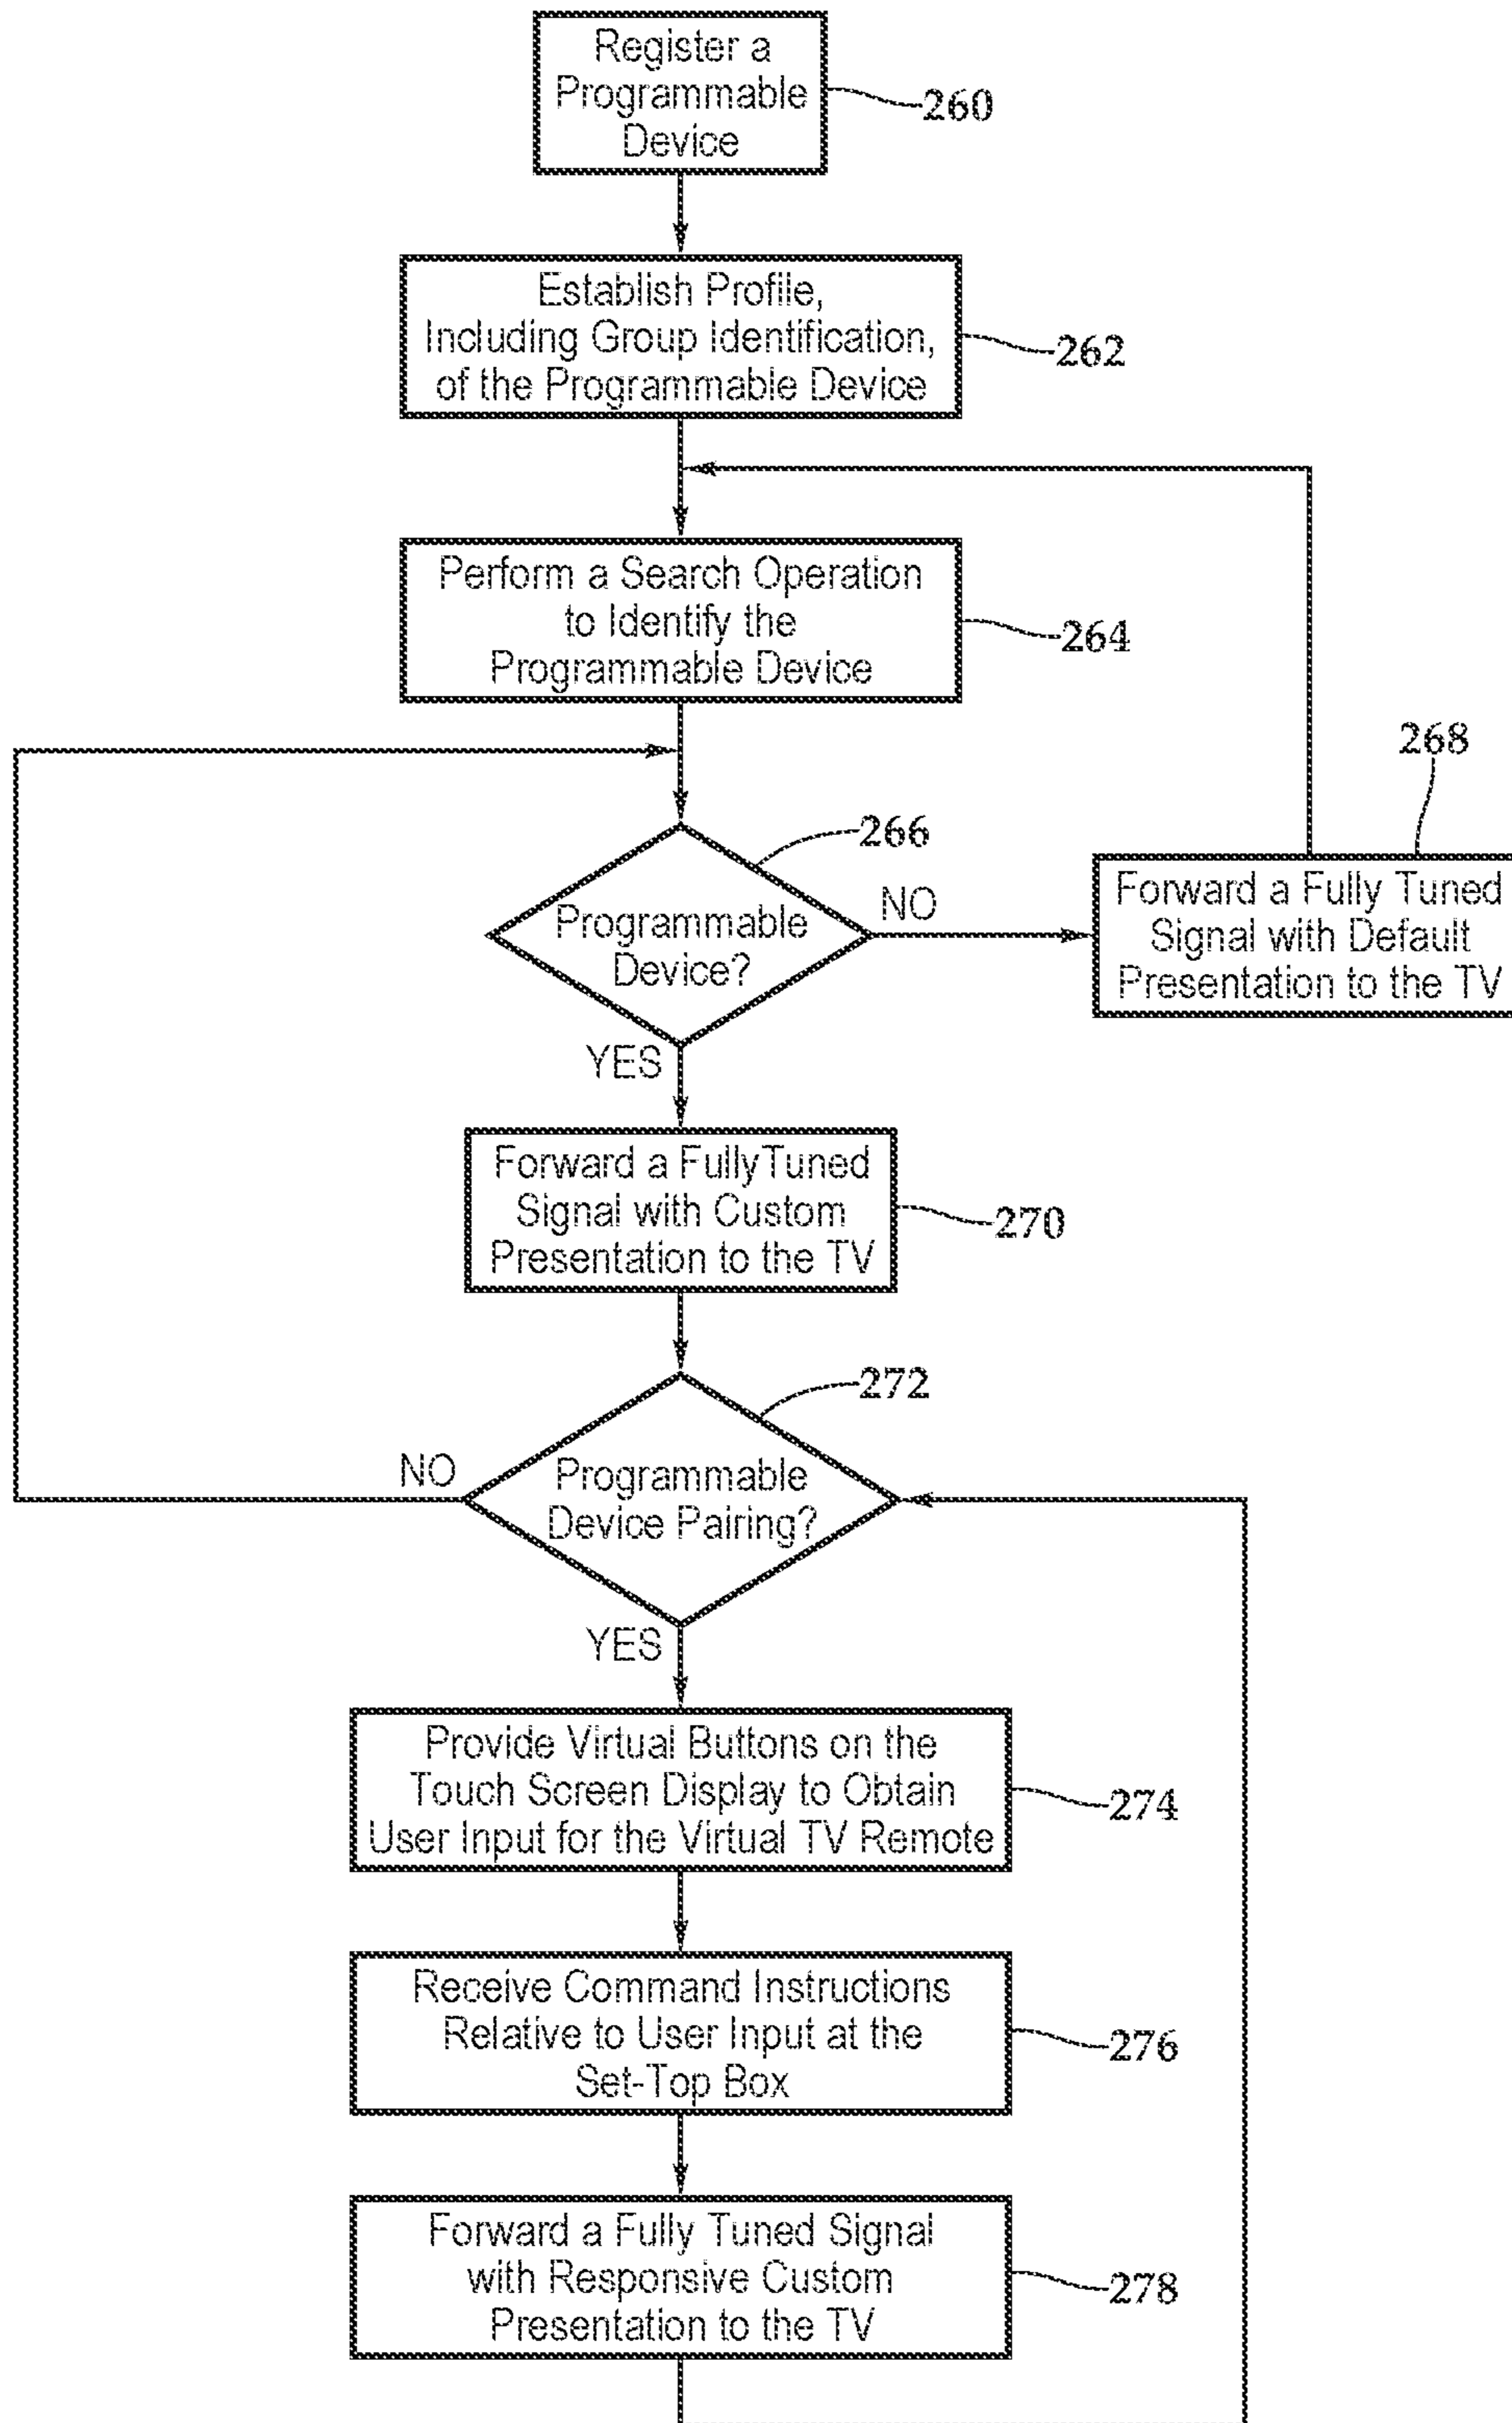 Register a
Programmable
Device
260
Establish Profile,
Including Group Identification,
of the Programmable Device
262
Perform a Search Operation
to Identify the
Programmable Device
264
268
266
Programmable
Device?
NO
YES
Forward a Fully Tuned
Signal with Default
Presentation to the TV
Forward a FullyTuned
Signal with Custom
Presentation to the TV
270
272
Programmable
Device Pairing?
NO
YES
Provide Virtual Buttons on the
Touch Screen Display to Obtain
User Input for the Virtual TV Remote
274
Receive Command Instructions
Relative to User Input at the
Set-Top Box
276
Forward a Fully Tuned Signal
with Responsive Custom
Presentation to the TV
278